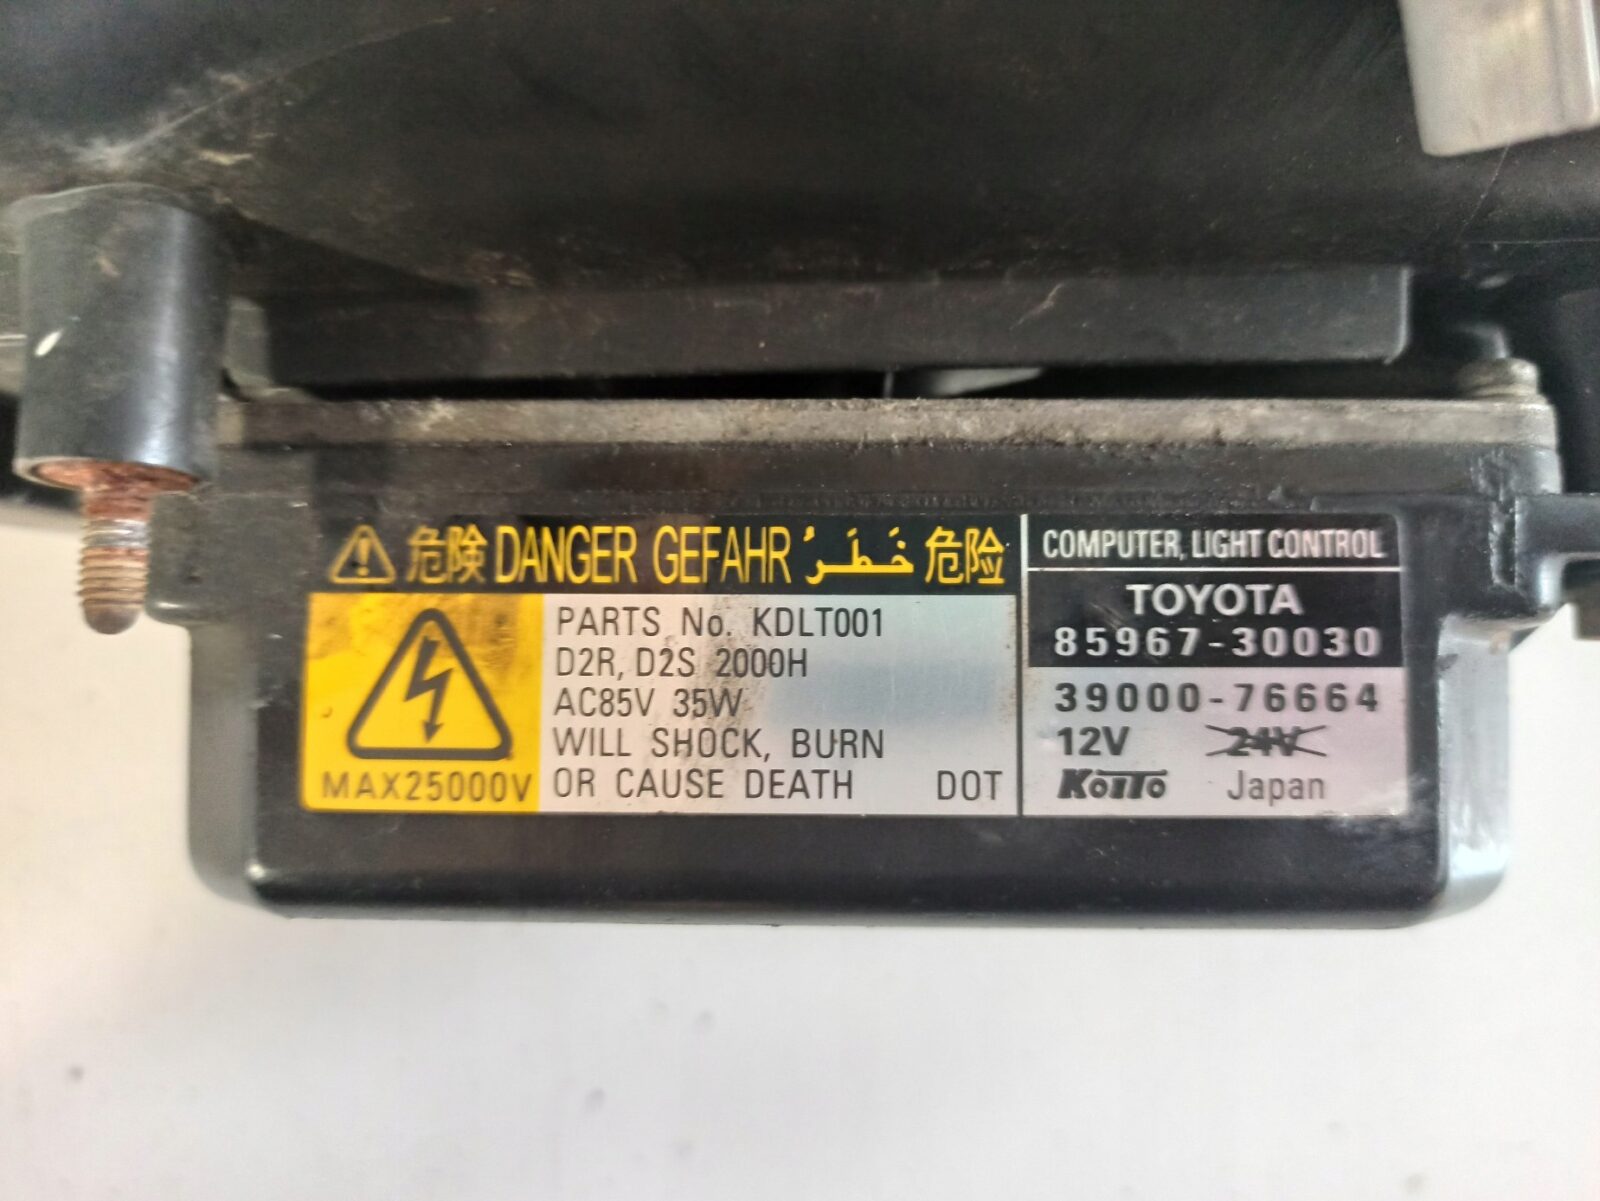 危険 DANGER GEFAHR خَطَرُ 危险
MAX25000V
PARTS No. KDLT001
D2R, D2S 2000H
AC85V 35W
WILL SHOCK, BURN
OR CAUSE DEATH DOT
COMPUTER, LIGHT CONTROL
TOYOTA
85967-30030
39000-76664
12V 24V
KOITO Japan